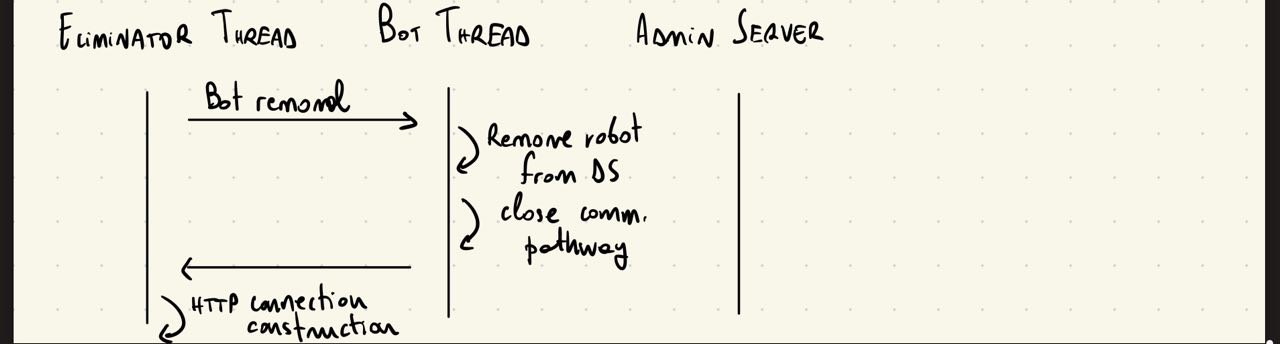 ELIMINATOR THREAD BOT THREAD ADMIN SERVER
Bot removal
Remove robot
from DS
close comm.
pathway
HTTP connection
construction